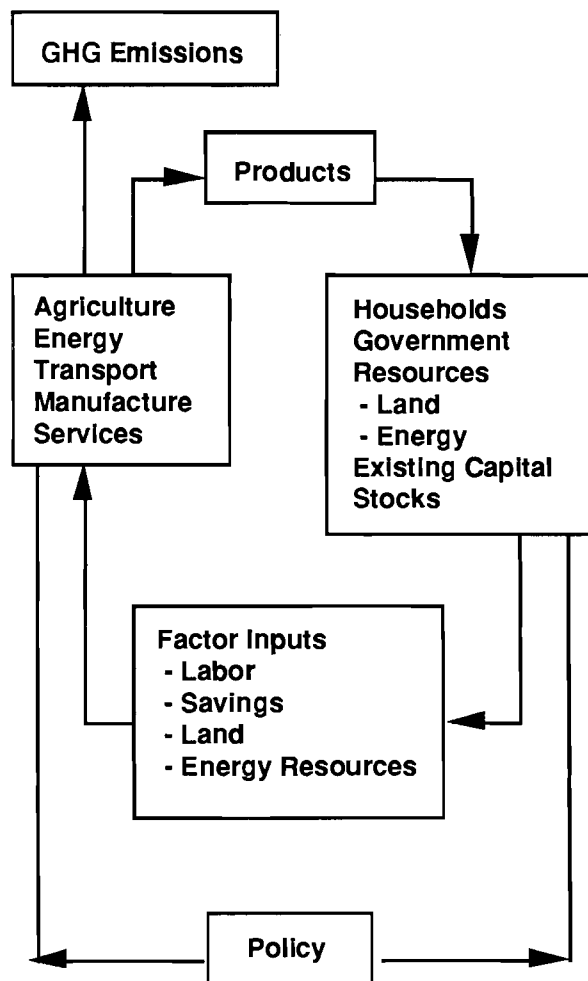 GHG Emissions
Products
Agriculture
Energy
Transport
Manufacture
Services
Households
Government
Resources
- Land
- Energy
Existing Capital
Stocks
Factor Inputs
- Labor
- Savings
- Land
- Energy Resources
Policy